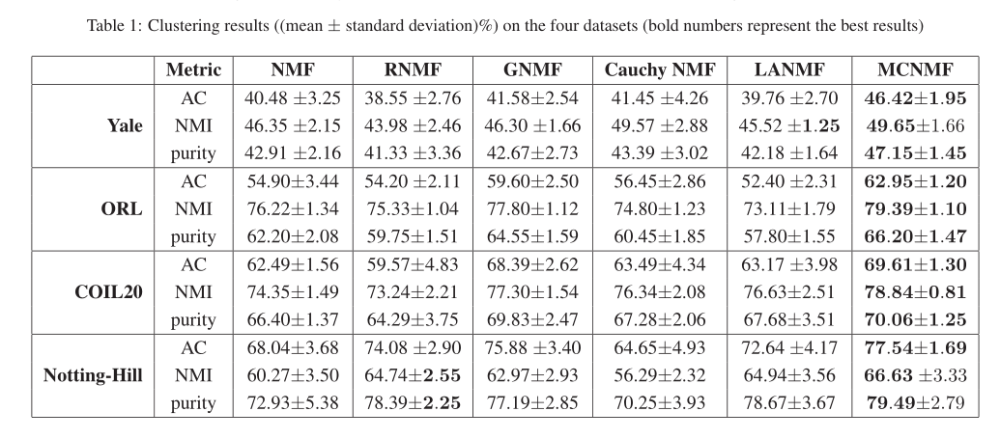 Table 1: Clustering results ((mean ± standard deviation)%) on the four datasets (bold numbers represent the best results)
Metric NMF RNMF GNMF Cauchy NMF LANMF MCNMF
AC 40.48 ±3.25 38.55 ±2.76 41.58±2.54 41.45 ±4.26 39.76 ±2.70 46.42±1.95
Yale NMI 46.35 ±2.15 43.98 ±2.46 46.30 ±1.66 49.57 ±2.88 45.52 ±1.25 49.65±1.66
purity 42.91 ±2.16 41.33 ±3.36 42.67±2.73 43.39 ±3.02 42.18 ±1.64 47.15±1.45
AC 54.90±3.44 54.20 ±2.11 59.60±2.50 56.45±2.86 52.40 ±2.31 62.95±1.20
ORL NMI 76.22±1.34 75.33±1.04 77.80±1.12 74.80±1.23 73.11±1.79 79.39±1.10
purity 62.20±2.08 59.75±1.51 64.55±1.59 60.45±1.85 57.80±1.55 66.20±1.47
AC 62.49±1.56 59.57±4.83 68.39±2.62 63.49±4.34 63.17 ±3.98 69.61±1.30
COIL20 NMI 74.35±1.49 73.24±2.21 77.30±1.54 76.34±2.08 76.63±2.51 78.84±0.81
purity 66.40±1.37 64.29±3.75 69.83±2.47 67.28±2.06 67.68±3.51 70.06±1.25
AC 68.04±3.68 74.08 ±2.90 75.88 ±3.40 64.65±4.93 72.64 ±4.17 77.54±1.69
Notting-Hill NMI 60.27±3.50 64.74±2.55 62.97±2.93 56.29±2.32 64.94±3.56 66.63 ±3.33
purity 72.93±5.38 78.39±2.25 77.19±2.85 70.25±3.93 78.67±3.67 79.49±2.79